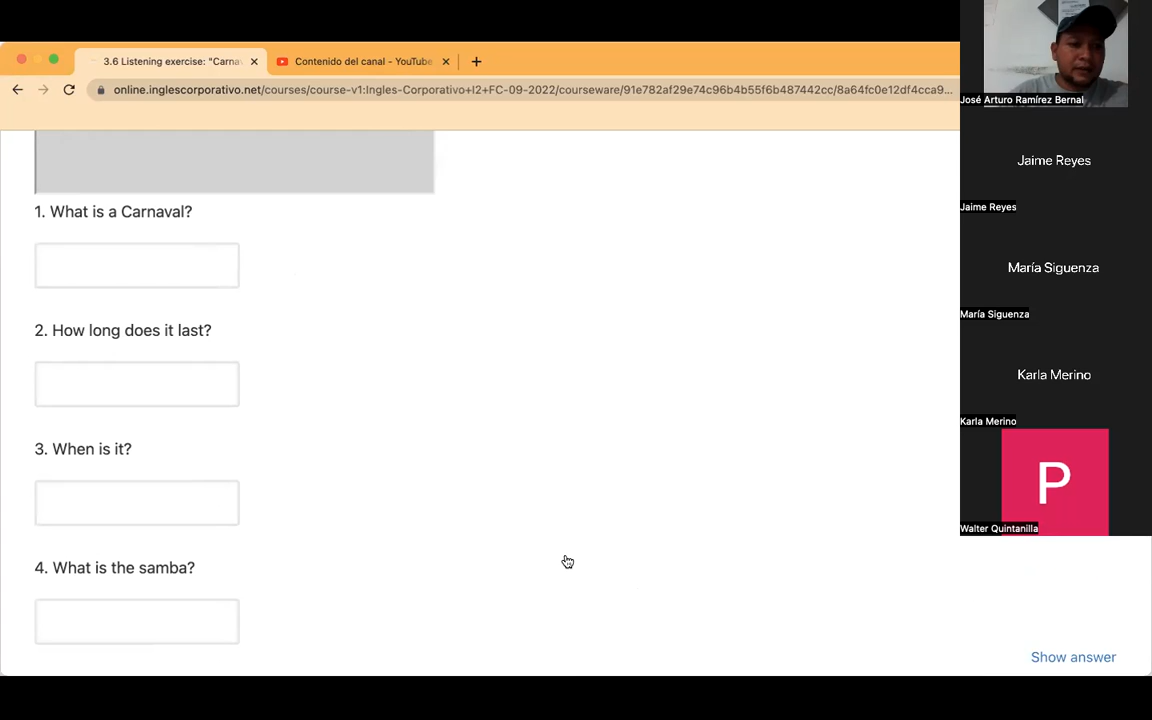 3.6 Listening exercise: "Carna
Contenido del canal - YouTube
online.inglescorporativo.net/courses/course-v1:Ingles-Corporativo+I2+FC-09-2022/courseware/91e782af29e74c96b4b55f6b487442cc/8a64fc0e12df4cca9...
1. What is a Carnaval?
2. How long does it last?
3. When is it?
4. What is the samba?
Show answer
José Arturo Ramírez Bernal
Jaime Reyes
Jaime Reyes
María Siguenza
María Siguenza
Karla Merino
Karla Merino
P
Walter Quintanilla